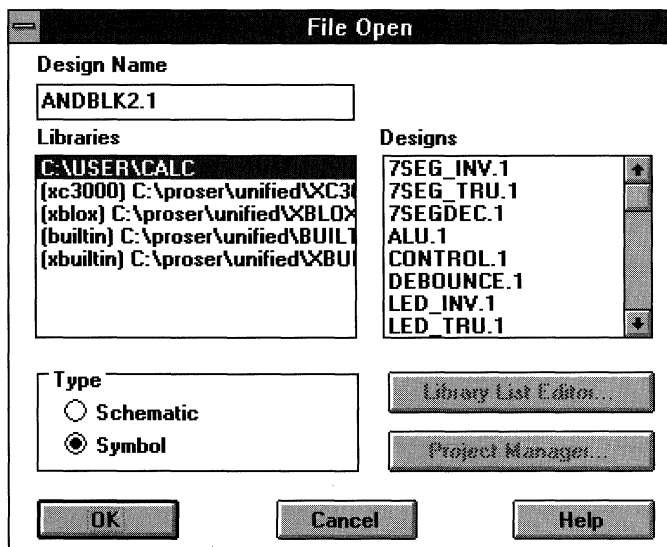 File Open
Design Name
ANDBLK2.1
Libraries
C:\USER\CALC
(xc3000) C:\proser\unified\XC30
(xblox) C:\proser\unified\XBLOX
(builtin) C:\proser\unified\BUILT
(xbuiltin) C:\proser\unified\XBUI
Designs
7SEG_INV.1
7SEG_TRU.1
7SEGDEC.1
ALU.1
CONTROL.1
DEBOUNCE.1
LED_INV.1
LED_TRU.1
Type
Schematic
Symbol
Library List Editor...
Project Manager...
OK
Cancel
Help